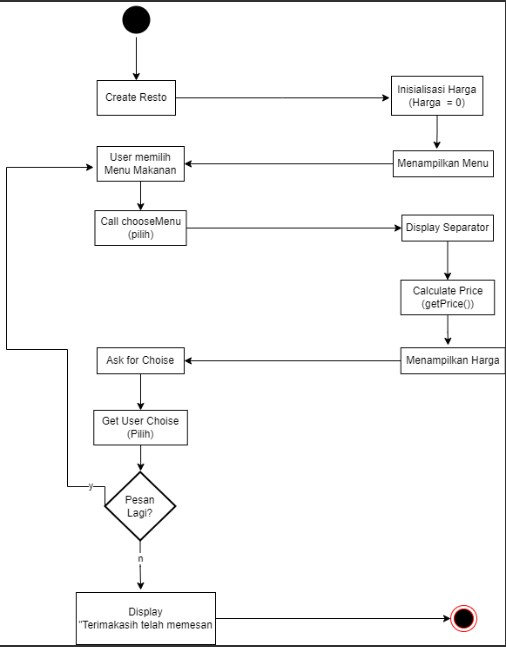 Create Resto
Inisialisasi Harga
(Harga = 0)
User memilih
Menu Makanan
Menampilkan Menu
Call chooseMenu
(pilih)
Display Separator
Calculate Price
(getPrice())
Ask for Choise
Menampilkan Harga
Get User Choise
(Pilih)
y
Pesan
Lagi?
n
Display
"Terimakasih telah memesan